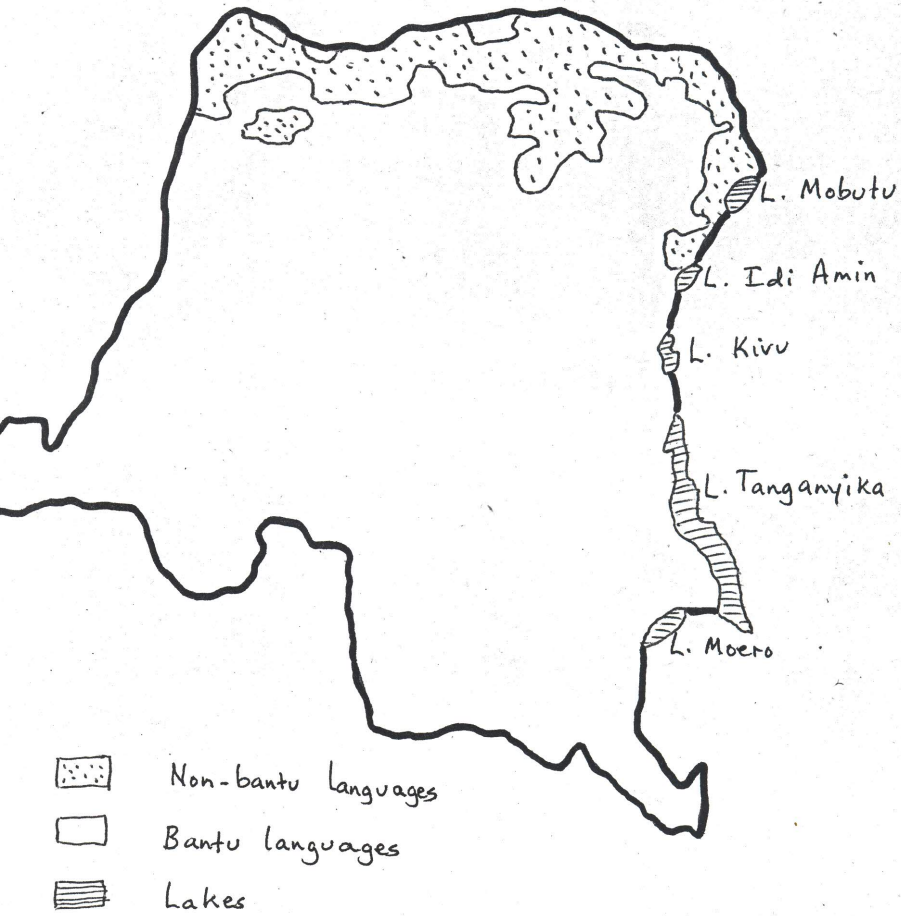 L. Mobutu
L. Idi Amin
L. Kivu
L. Tanganyika
L. Moero
Non-bantu languages
Bantu languages
Lakes